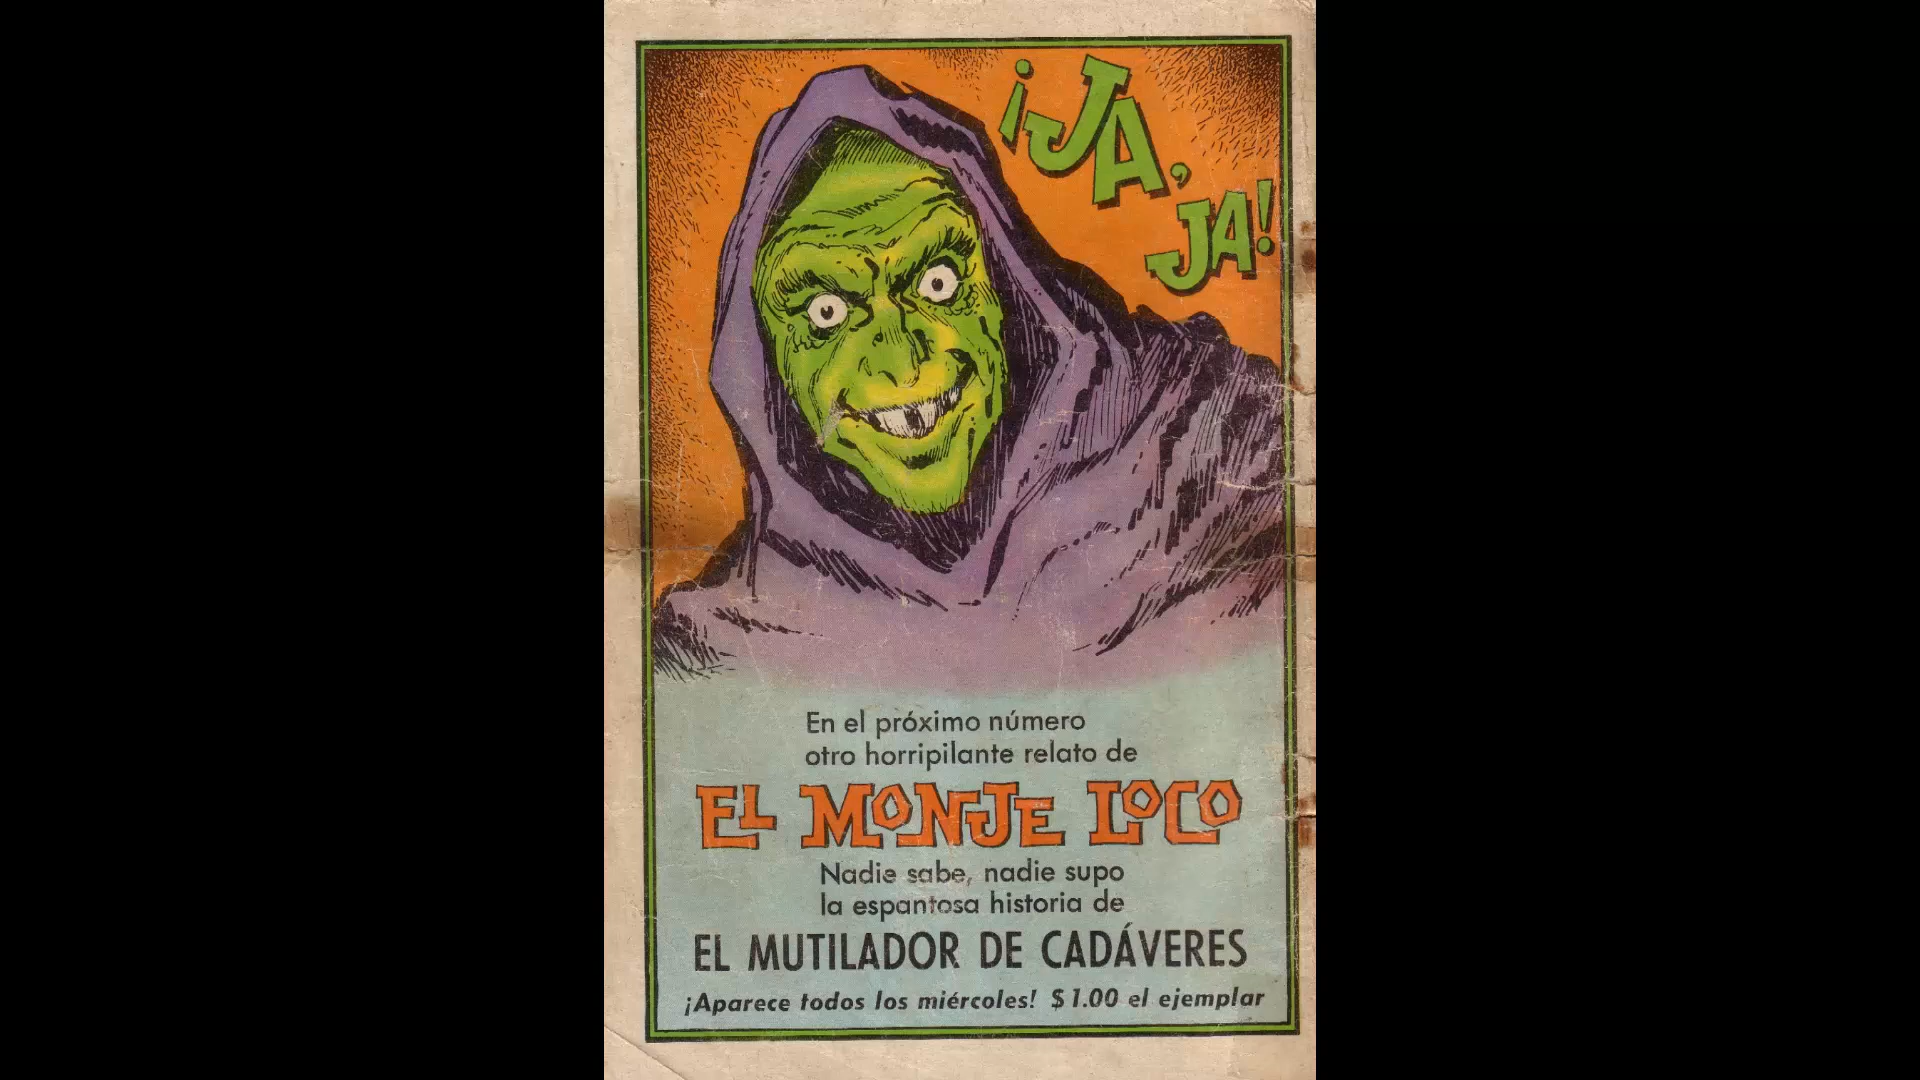 ¡JA,
JA!
En el próximo número
otro horripilante relato de
EL MONJE LOCO
Nadie sabe, nadie supo
la espantosa historia de
EL MUTILADOR DE CADÁVERES
¡Aparece todos los miércoles! $1.00 el ejemplar